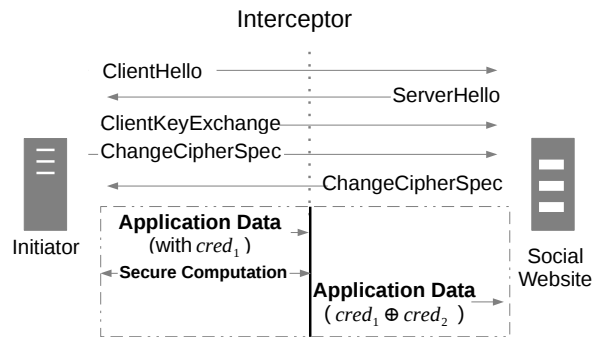 Interceptor
ClientHello
ServerHello
ClientKeyExchange
ChangeCipherSpec
ChangeCipherSpec
Initiator
Application Data
(with cred₁)
Secure Computation
Social
Website
Application Data
(cred₁ ⊕ cred₂)